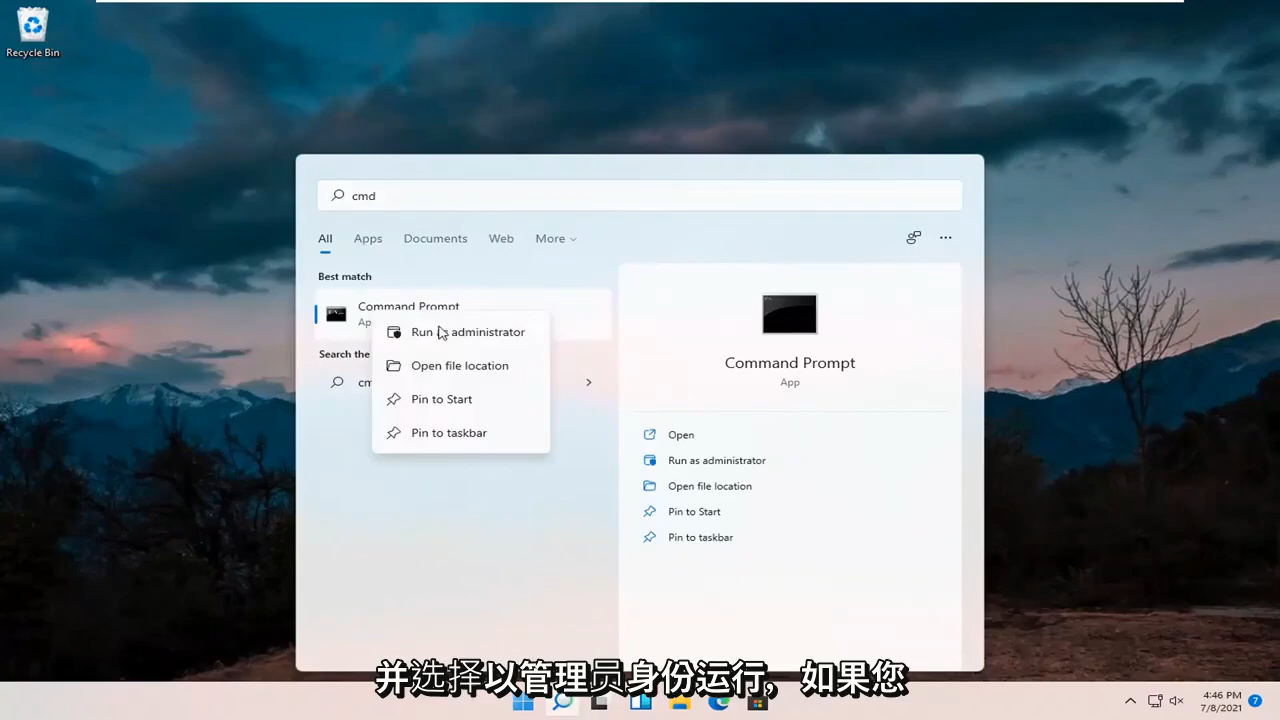 Recycle Bin
cmd
All
Apps
Documents
Web
More
Best match
Command Prompt
Ap
Run as administrator
Search the
Open file location
cm
Pin to Start
Pin to taskbar
Command Prompt
App
Open
Run as administrator
Open file location
Pin to Start
Pin to taskbar
并选择以管理员身份运行, 如果您
4:46 PM
7/8/2021
7